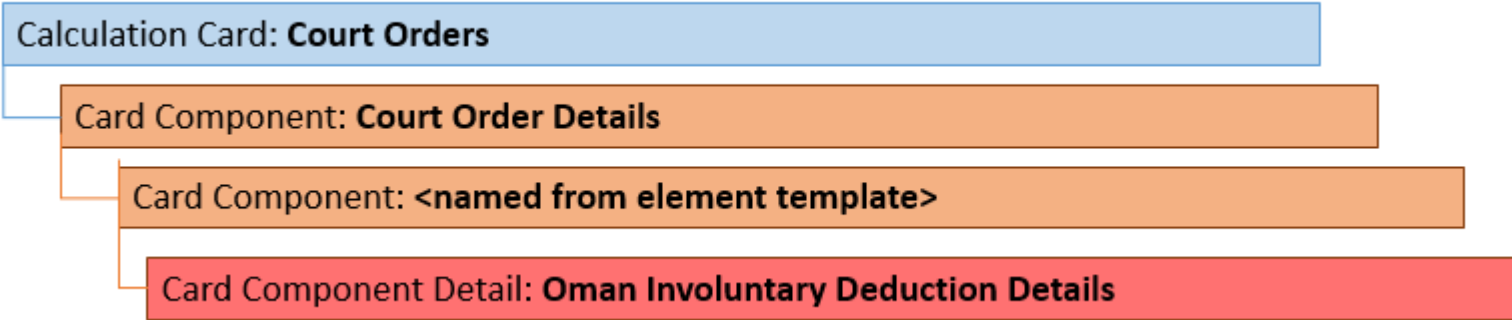 Calculation Card: Court Orders
Card Component: Court Order Details
Card Component: <named from element template>
Card Component Detail: Oman Involuntary Deduction Details